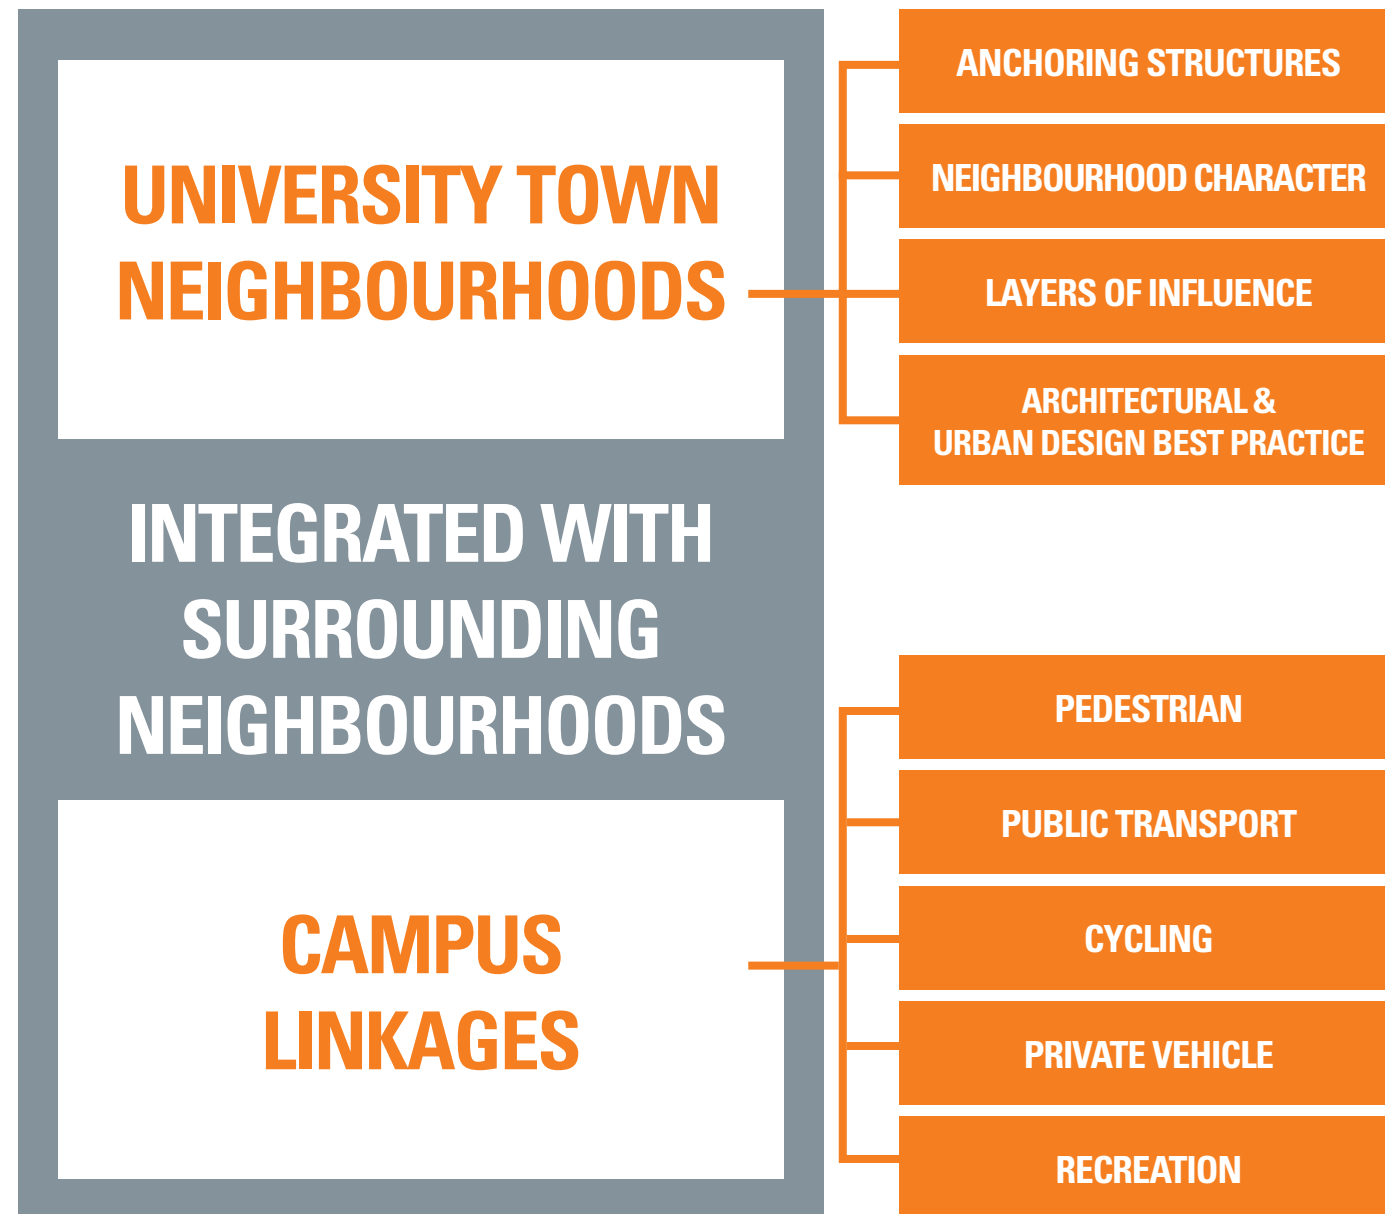 UNIVERSITY TOWN
NEIGHBOURHOODS
ANCHORING STRUCTURES
NEIGHBOURHOOD CHARACTER
LAYERS OF INFLUENCE
ARCHITECTURAL &
URBAN DESIGN BEST PRACTICE
INTEGRATED WITH
SURROUNDING
NEIGHBOURHOODS
CAMPUS
LINKAGES
PEDESTRIAN
PUBLIC TRANSPORT
CYCLING
PRIVATE VEHICLE
RECREATION